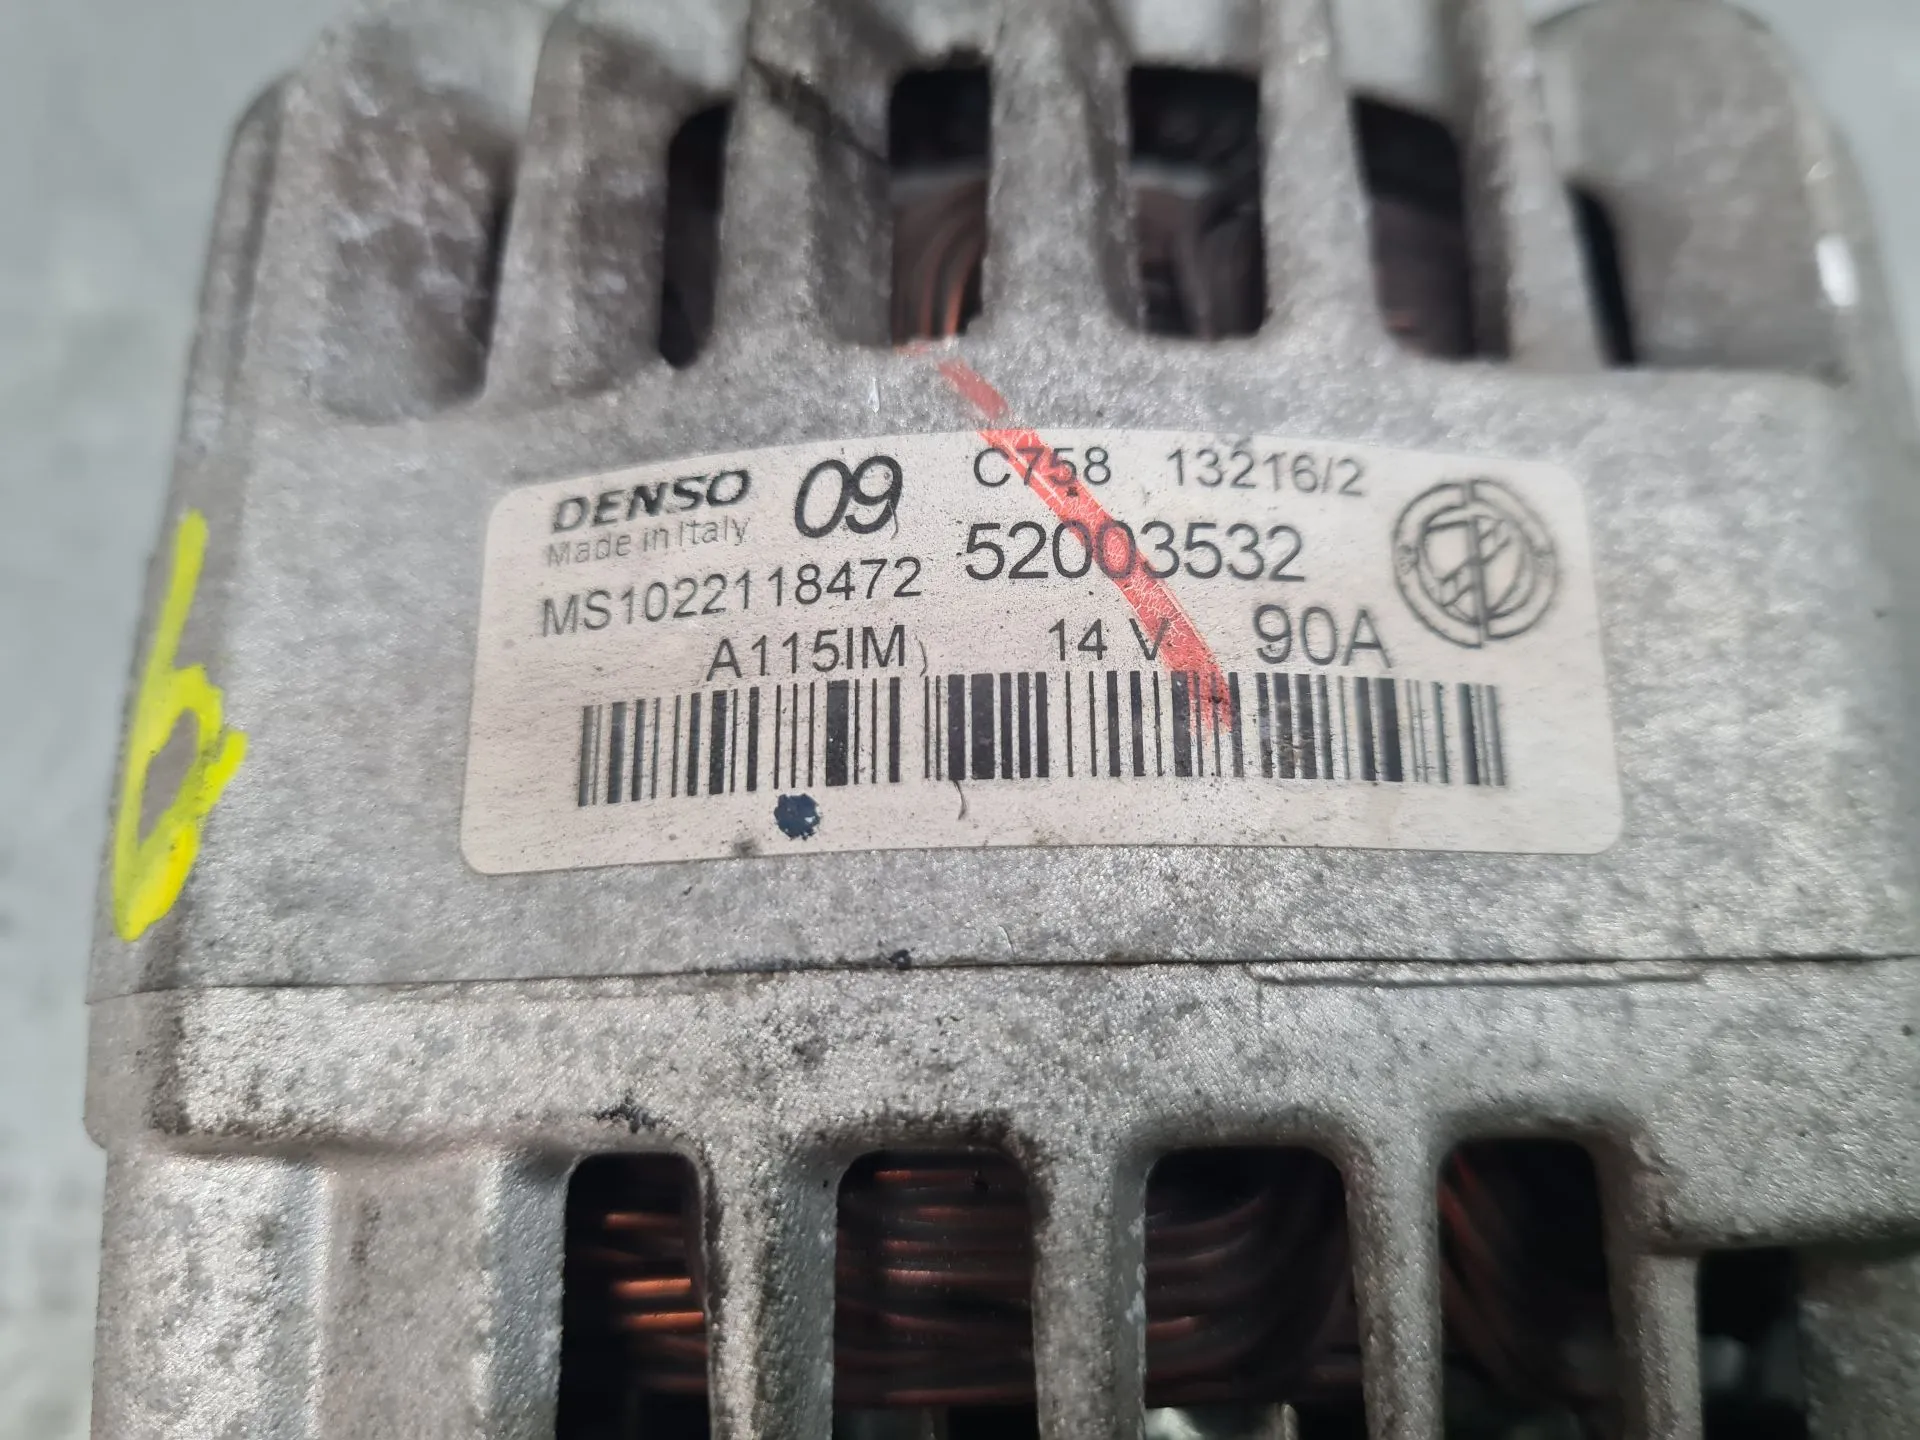 DENSO 09 C758 13216/2
Made in Italy
52003532
MS1022118472
A115IM 14 V 90A